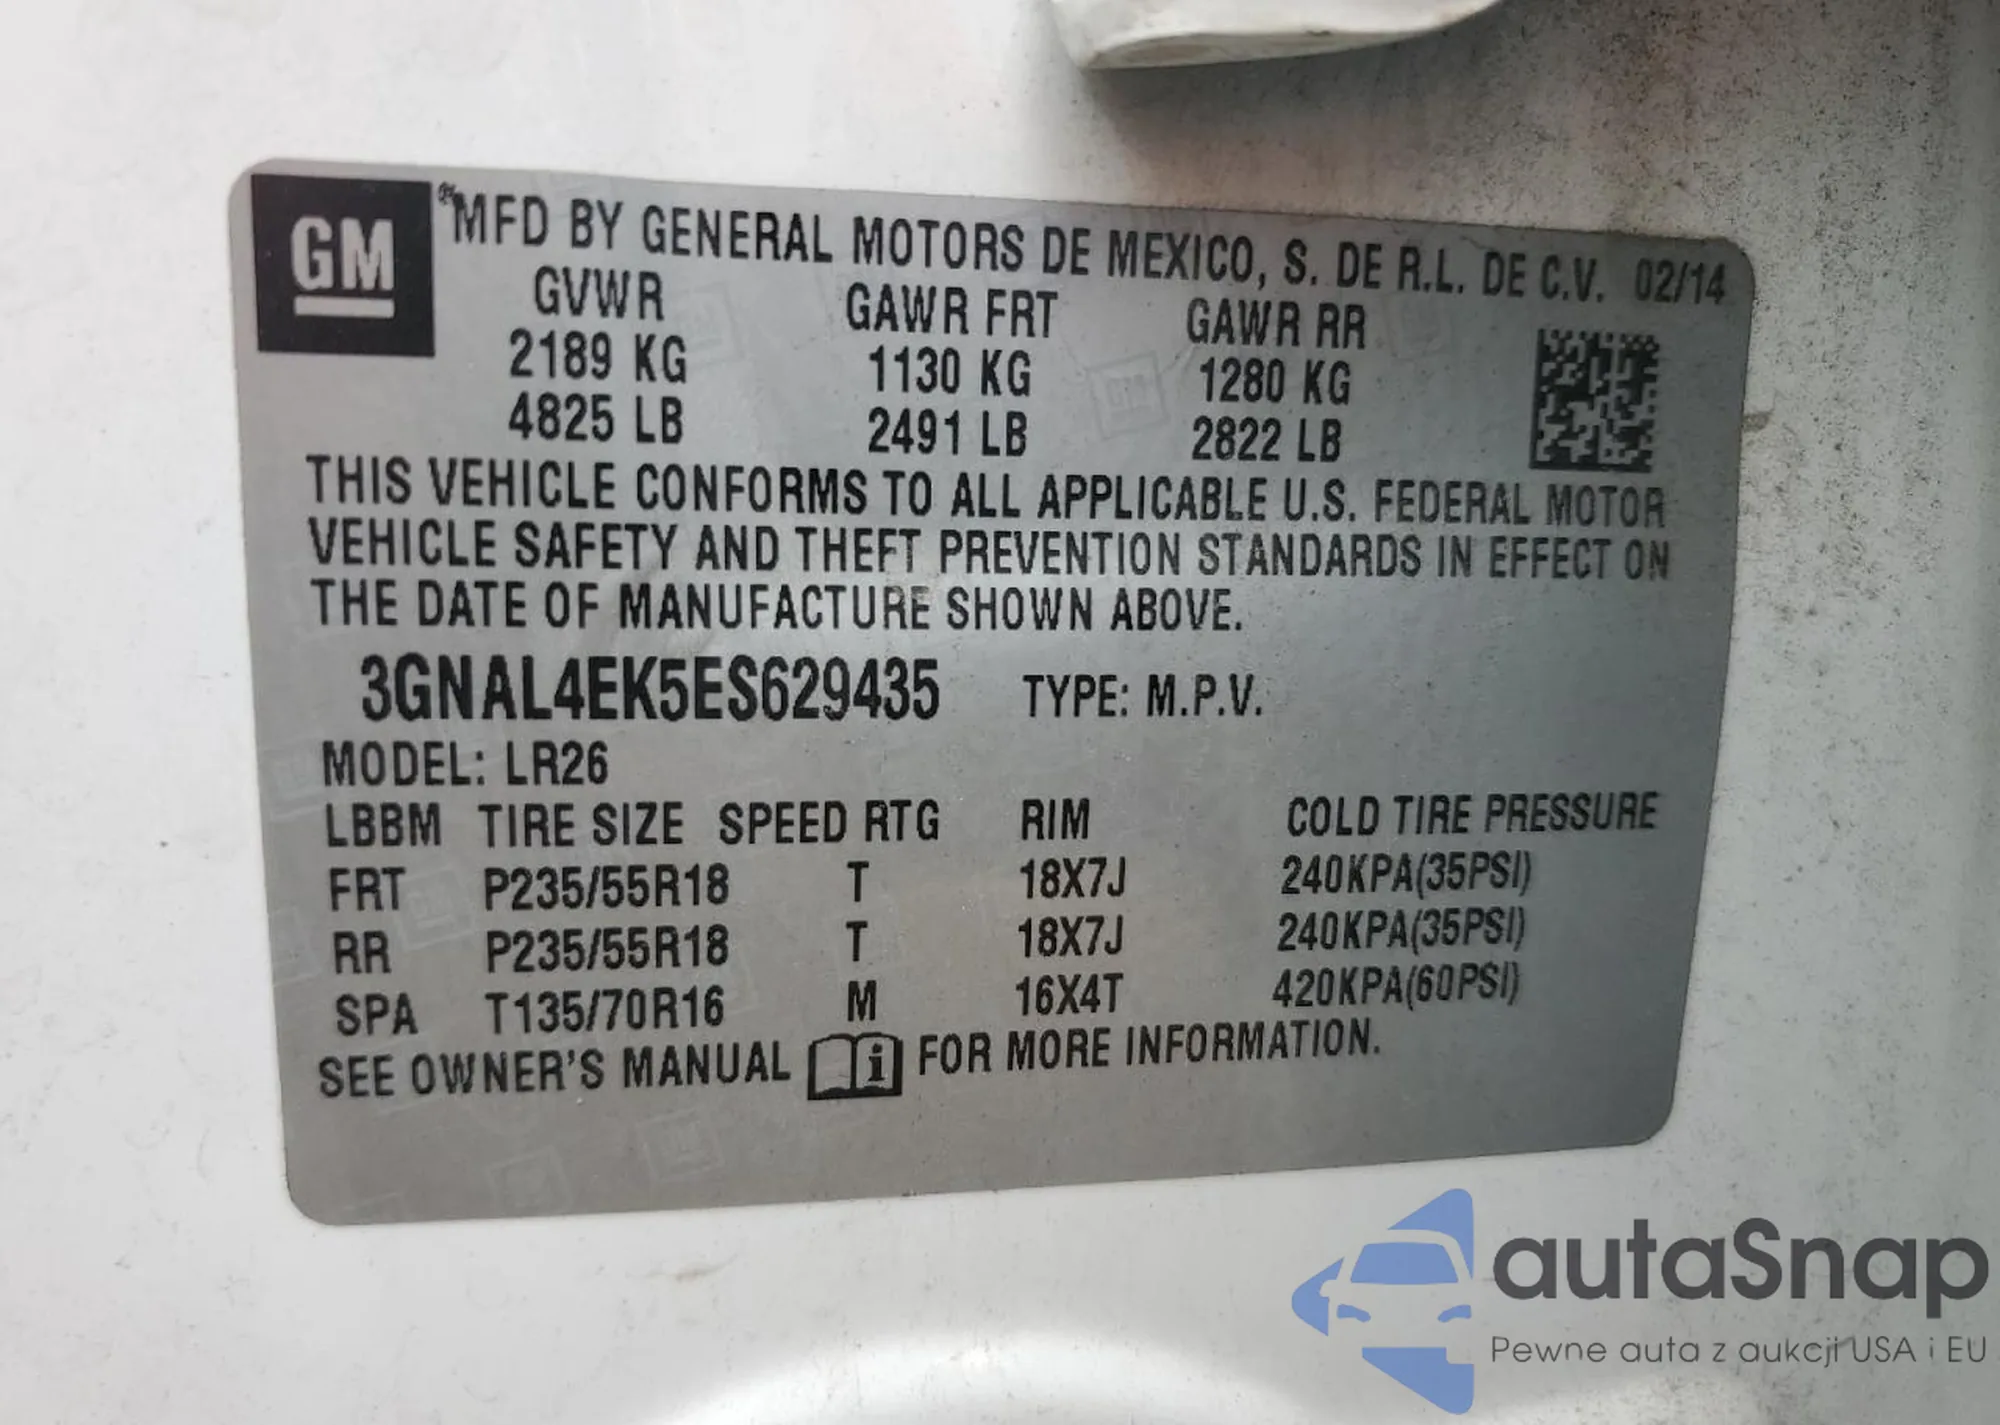 GM
® MFD BY GENERAL MOTORS DE MEXICO, S. DE R.L. DE C.V. 02/14
GVWR GAWR FRT GAWR RR
2189 KG 1130 KG 1280 KG
4825 LB 2491 LB 2822 LB
THIS VEHICLE CONFORMS TO ALL APPLICABLE U.S. FEDERAL MOTOR
VEHICLE SAFETY AND THEFT PREVENTION STANDARDS IN EFFECT ON
THE DATE OF MANUFACTURE SHOWN ABOVE.
3GNAL4EK5ES629435 TYPE: M.P.V.
MODEL: LR26
LBBM TIRE SIZE SPEED RTG RIM COLD TIRE PRESSURE
FRT P235/55R18 T 18X7J 240KPA(35PSI)
RR P235/55R18 T 18X7J 240KPA(35PSI)
SPA T135/70R16 M 16X4T 420KPA(60PSI)
SEE OWNER'S MANUAL i FOR MORE INFORMATION.
autaSnap
Pewne auta z aukcji USA i EU